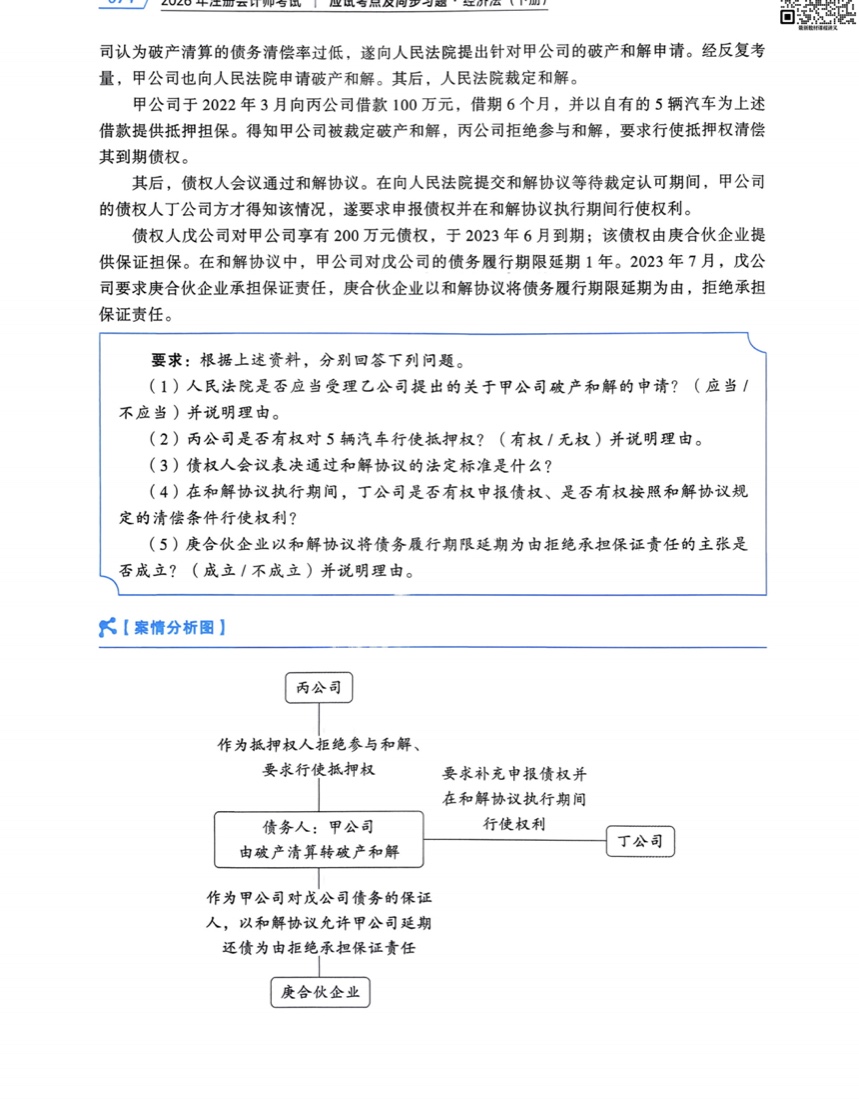 2026 年注册会计师考试 | 应试考点及同步习题·经济法（下册）
司认为破产清算的债务清偿率过低，遂向人民法院提出针对甲公司的破产和解申请。经反复考
量，甲公司也向人民法院申请破产和解。其后，人民法院裁定和解。
甲公司于 2022 年 3 月向丙公司借款 100 万元，借期 6 个月，并以自有的 5 辆汽车为上述
借款提供抵押担保。得知甲公司被裁定破产和解，丙公司拒绝参与和解，要求行使抵押权清偿
其到期债权。
其后，债权人会议通过和解协议。在向人民法院提交和解协议等待裁定认可期间，甲公司
的债权人丁公司方才得知该情况，遂要求申报债权并在和解协议执行期间行使权利。
债权人戊公司对甲公司享有 200 万元债权，于 2023 年 6 月到期；该债权由庚合伙企业提
供保证担保。在和解协议中，甲公司对戊公司的债务履行期限延期 1 年。2023 年 7 月，戊公
司要求庚合伙企业承担保证责任，庚合伙企业以和解协议将债务履行期限延期为由，拒绝承担
保证责任。
要求：根据上述资料，分别回答下列问题。
（1）人民法院是否应当受理乙公司提出的关于甲公司破产和解的申请？（应当 /
不应当）并说明理由。
（2）丙公司是否有权对 5 辆汽车行使抵押权？（有权 / 无权）并说明理由。
（3）债权人会议表决通过和解协议的法定标准是什么？
（4）在和解协议执行期间，丁公司是否有权申报债权、是否有权按照和解协议规
定的清偿条件行使权利？
（5）庚合伙企业以和解协议将债务履行期限延期为由拒绝承担保证责任的主张是
否成立？（成立 / 不成立）并说明理由。
【案情分析图】
丙公司
作为抵押权人拒绝参与和解、
要求行使抵押权
要求补充申报债权并
在和解协议执行期间
行使权利
债务人：甲公司
由破产清算转破产和解
丁公司
作为甲公司对戊公司债务的保证
人，以和解协议允许甲公司延期
还债为由拒绝承担保证责任
庚合伙企业